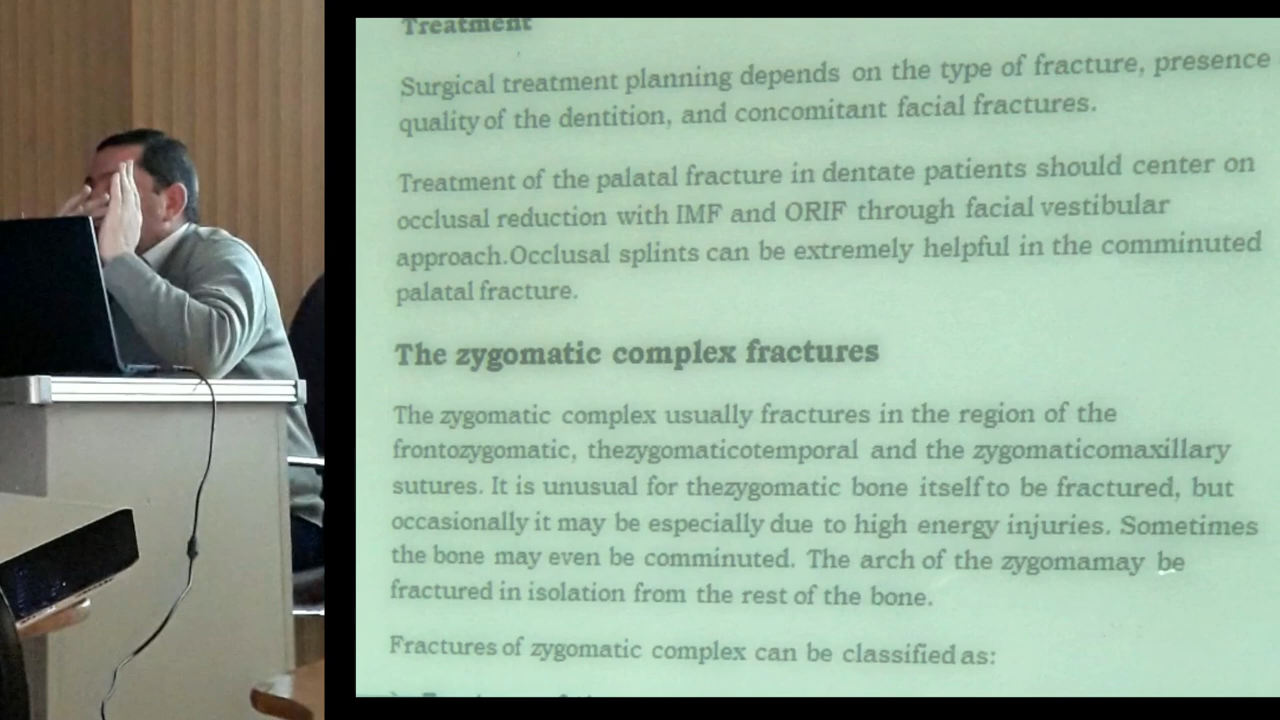 Treatment
Surgical treatment planning depends on the type of fracture, presence
quality of the dentition, and concomitant facial fractures.
Treatment of the palatal fracture in dentate patients should center on
occlusal reduction with IMF and ORIF through facial vestibular
approach.Occlusal splints can be extremely helpful in the comminuted
palatal fracture.
The zygomatic complex fractures
The zygomatic complex usually fractures in the region of the
frontozygomatic, thezygomaticotemporal and the zygomaticomaxillary
sutures. It is unusual for thezygomatic bone itself to be fractured, but
occasionally it may be especially due to high energy injuries. Sometimes
the bone may even be comminuted. The arch of the zygomamay be
fractured in isolation from the rest of the bone.
Fractures of zygomatic complex can be classified as: